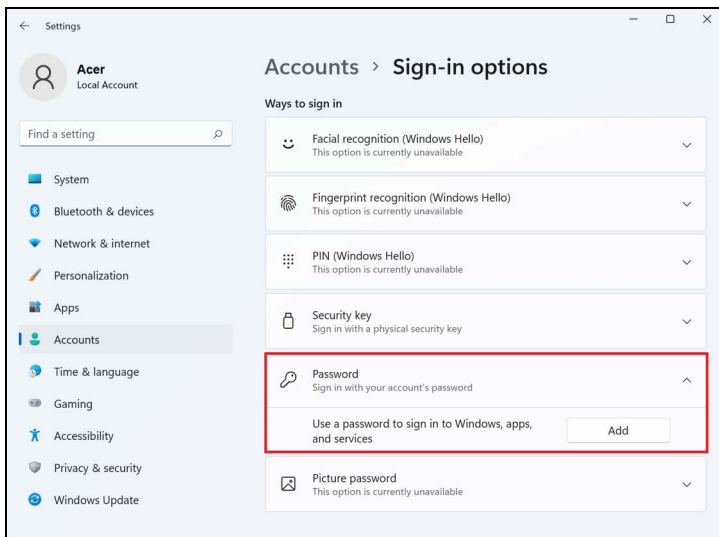 Settings
Acer
Local Account
Find a setting
System
Bluetooth & devices
Network & internet
Personalization
Apps
Accounts
Time & language
Gaming
Accessibility
Privacy & security
Windows Update
Accounts > Sign-in options
Ways to sign in
Facial recognition (Windows Hello)
This option is currently unavailable
Fingerprint recognition (Windows Hello)
This option is currently unavailable
PIN (Windows Hello)
This option is currently unavailable
Security key
Sign in with a physical security key
Password
Sign in with your account's password
Use a password to sign in to Windows, apps,
and services
Add
Picture password
This option is currently unavailable